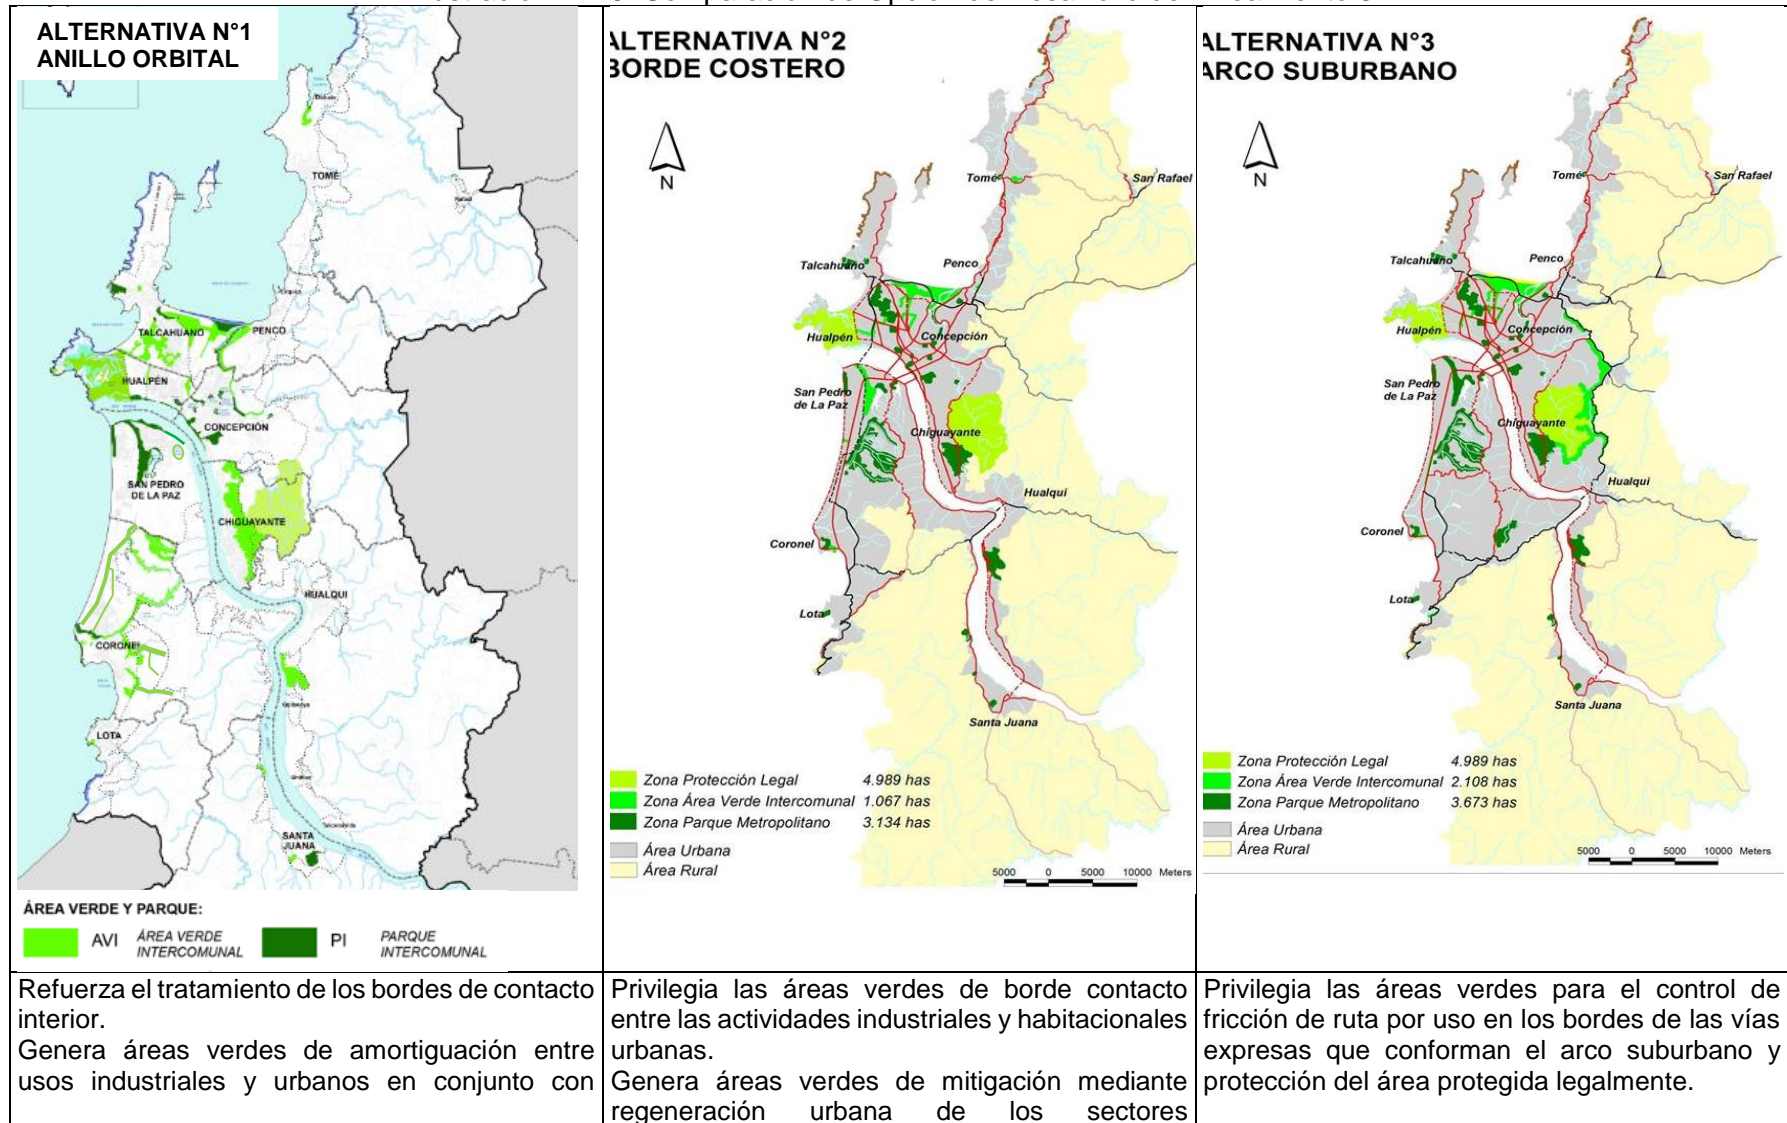 ALTERNATIVA N°1
ANILLO ORBITAL
TOMÉ
TALCAHUANO
PENCO
HUALPÉN
CONCEPCIÓN
SAN PEDRO
DE LA PAZ
CHIGUAYANTE
HUALQUI
CORONEL
LOTA
SANTA
JUANA
ÁREA VERDE Y PARQUE:
AVI ÁREA VERDE
INTERCOMUNAL
PI PARQUE
INTERCOMUNAL
ALTERNATIVA N°2
BORDE COSTERO
N
Tomé
San Rafael
Talcahuano
Penco
Hualpén
Concepción
San Pedro
de La Paz
Chiguayante
Hualqui
Coronel
Lota
Santa Juana
Zona Protección Legal 4.989 has
Zona Área Verde Intercomunal 1.067 has
Zona Parque Metropolitano 3.134 has
Área Urbana
Área Rural
5000 0 5000 10000 Meters
ALTERNATIVA N°3
ARCO SUBURBANO
N
Tomé
San Rafael
Talcahuano
Penco
Hualpén
Concepción
San Pedro
de La Paz
Chiguayante
Hualqui
Coronel
Lota
Santa Juana
Zona Protección Legal 4.989 has
Zona Área Verde Intercomunal 2.108 has
Zona Parque Metropolitano 3.673 has
Área Urbana
Área Rural
5000 0 5000 10000 Meters
Refuerza el tratamiento de los bordes de contacto
interior.
Genera áreas verdes de amortiguación entre
usos industriales y urbanos en conjunto con
Privilegia las áreas verdes de borde contacto
entre las actividades industriales y habitacionales
urbanas.
Genera áreas verdes de mitigación mediante
regeneración urbana de los sectores
Privilegia las áreas verdes para el control de
fricción de ruta por uso en los bordes de las vías
expresas que conforman el arco suburbano y
protección del área protegida legalmente.